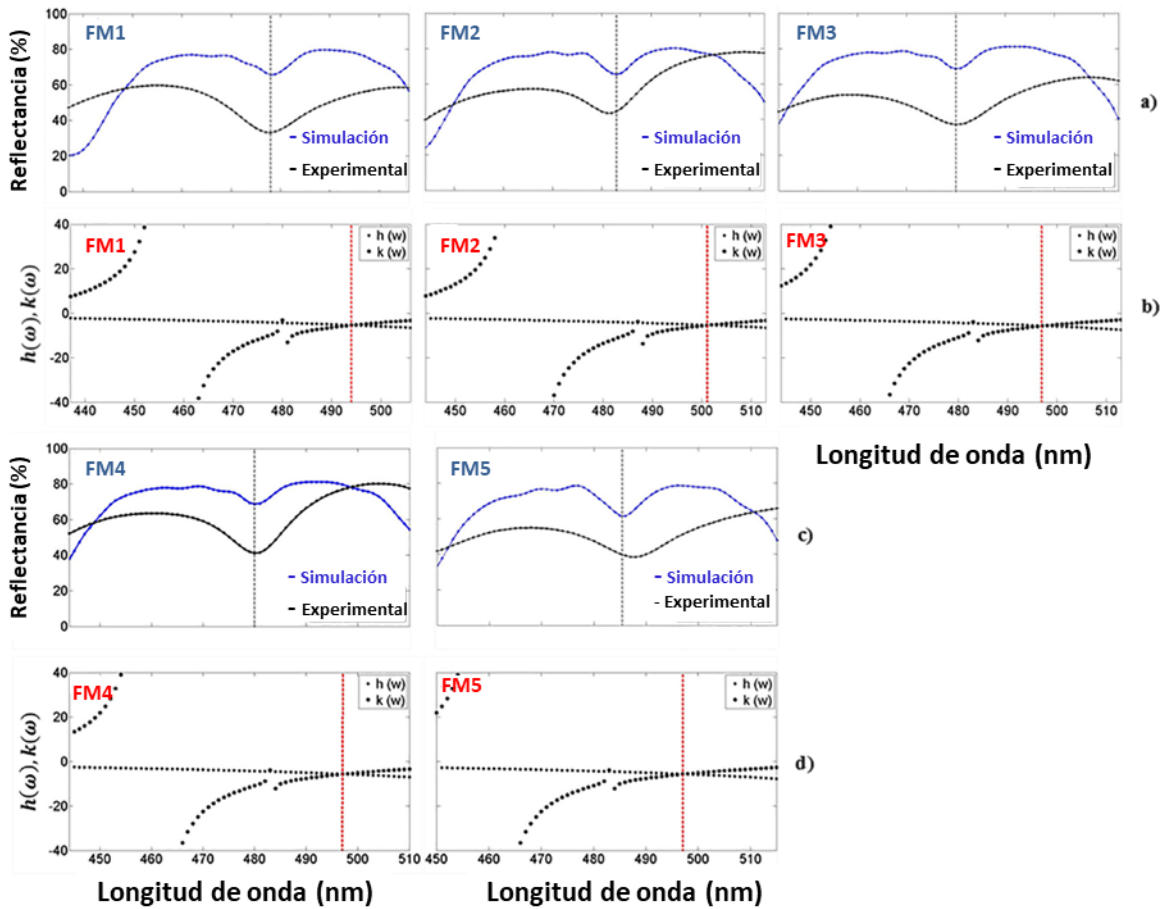 FM1
FM2
FM3
Reflectancia (%)
100
80
60
40
20
0
- Simulación
- Experimental
- Simulación
- Experimental
- Simulación
- Experimental
a)
FM1
FM2
FM3
h(ω), k(ω)
40
20
0
-20
-40
h (w)
k (w)
h (w)
k (w)
h (w)
k (w)
b)
440 450 460 470 480 490 500
450 460 470 480 490 500 510
450 460 470 480 490 500 510
Longitud de onda (nm)
FM4
FM5
Reflectancia (%)
100
80
60
40
20
0
- Simulación
- Experimental
- Simulación
- Experimental
c)
FM4
FM5
h(ω), k(ω)
40
20
0
-20
-40
h (w)
k (w)
h (w)
k (w)
d)
450 460 470 480 490 500 510
450 460 470 480 490 500 510
Longitud de onda (nm)
Longitud de onda (nm)